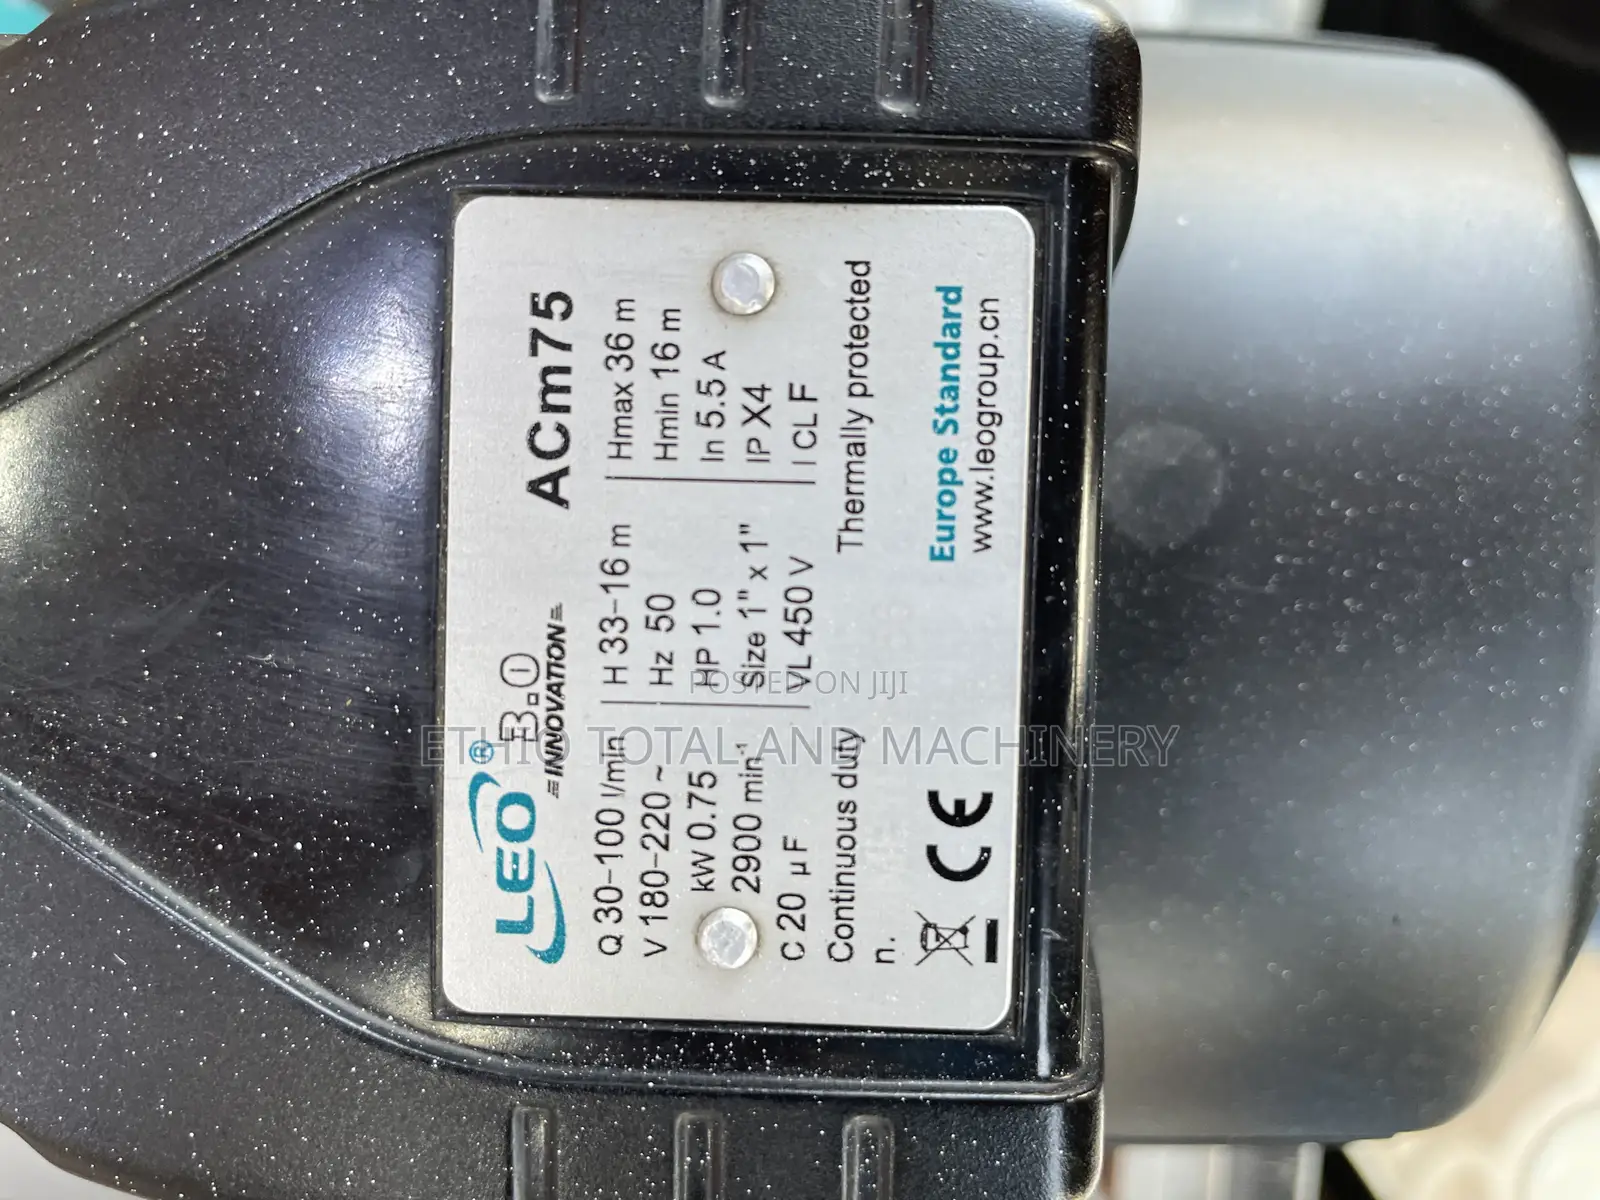 LEO® 3.0
INNOVATION
ACm75
Q 30-100 l/min H 33-16 m Hmax 36 m
V 180-220 ~ Hz 50 Hmin 16 m
kW 0.75 HP 1.0 In 5.5 A
2900 min⁻¹ Size 1" x 1" IP X4
C 20 µF VL 450 V I CL F
Continuous duty Thermally protected
n.
CE
Europe Standard
www.leogroup.cn
POSTED ON JIJI
ETHIO TOTAL AND MACHINERY